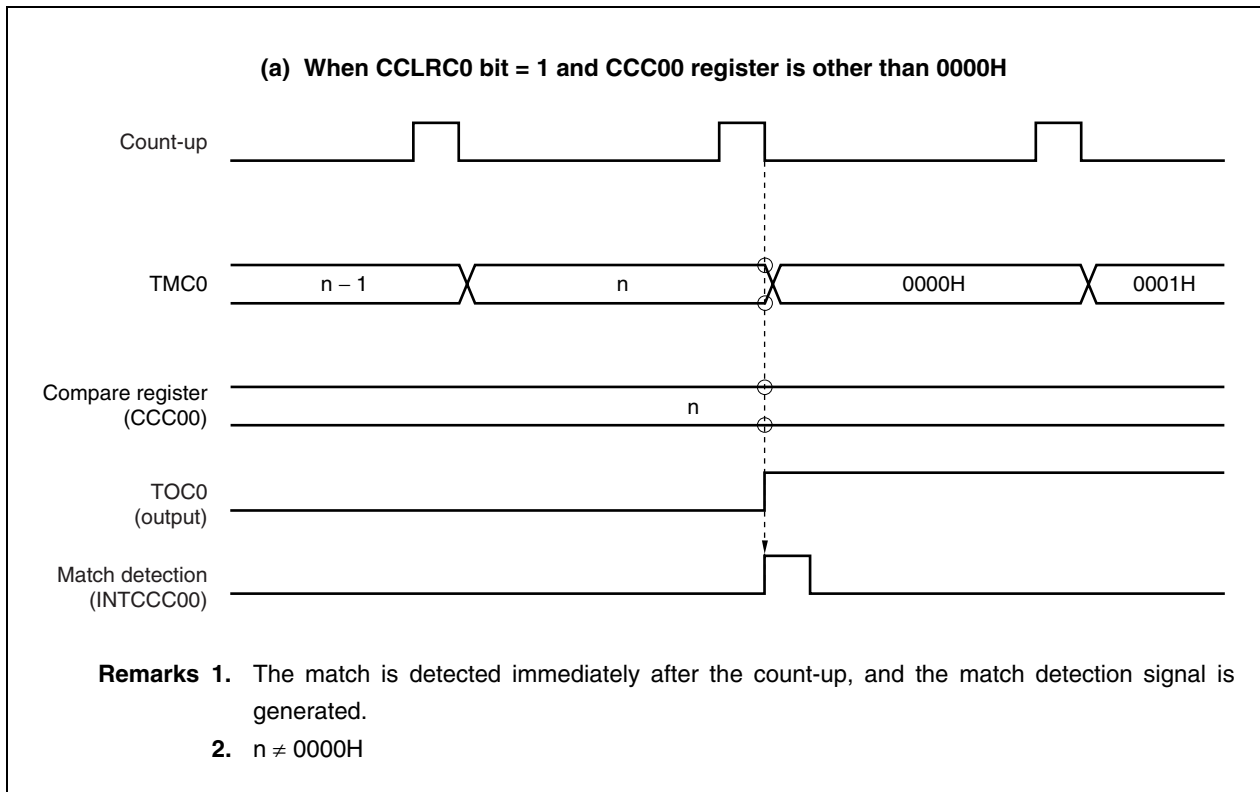 (a) When CCLRC0 bit = 1 and CCC00 register is other than 0000H
Count-up
TMC0
n − 1
n
0000H
0001H
Compare register
(CCC00)
n
TOC0
(output)
Match detection
(INTCCC00)
Remarks 1. The match is detected immediately after the count-up, and the match detection signal is
generated.
2. n ≠ 0000H